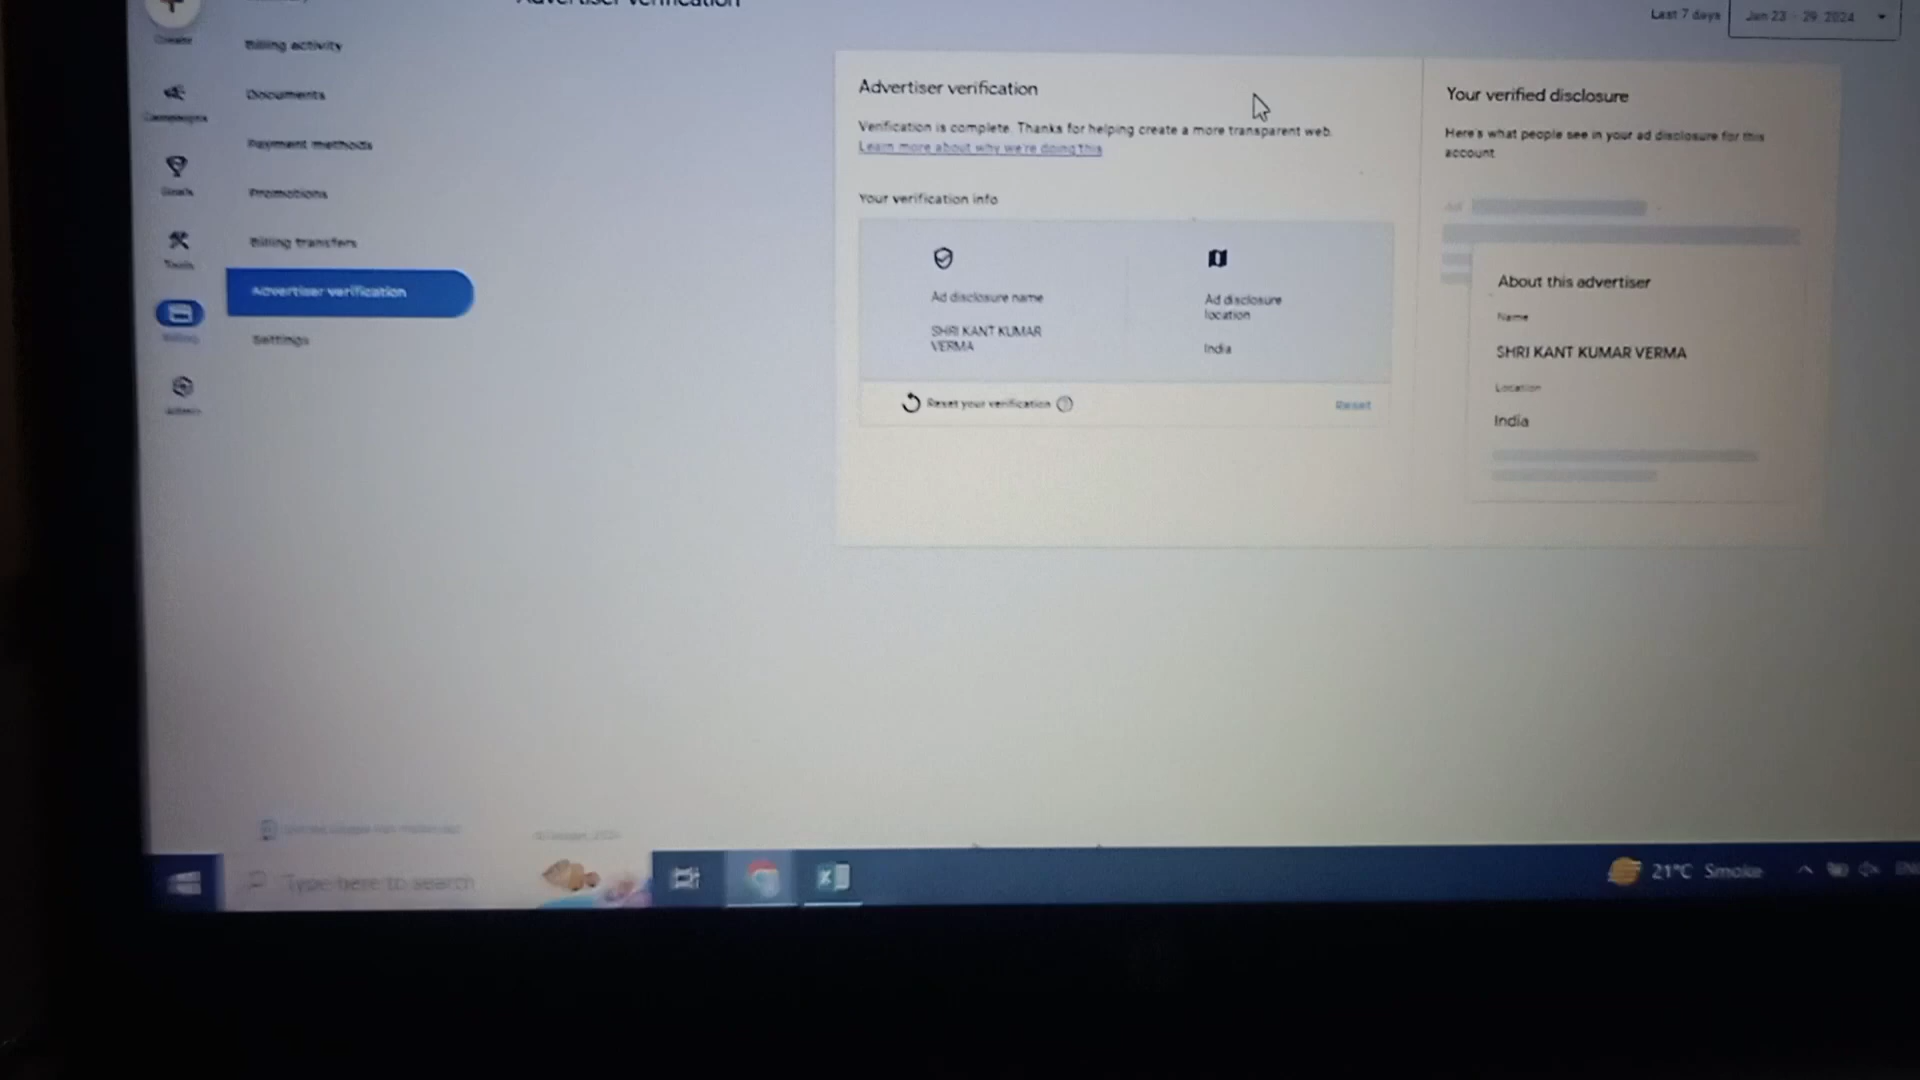 Advertiser verification
Last 7 days
Jan 23 - 29, 2024
Create
Billing activity
Documents
Campaigns
Payment methods
Goals
Promotions
Tools
Billing transfers
Advertiser verification
Billing
Settings
Admin
Advertiser verification
Verification is complete. Thanks for helping create a more transparent web.
Learn more about why we're doing this
Your verification info
Ad disclosure name
SHRI KANT KUMAR
VERMA
Ad disclosure
location
India
Reset your verification
Reset
Your verified disclosure
Here's what people see in your ad disclosure for this
account
Ad
About this advertiser
Name
SHRI KANT KUMAR VERMA
Location
India
Type here to search
21°C Smoke